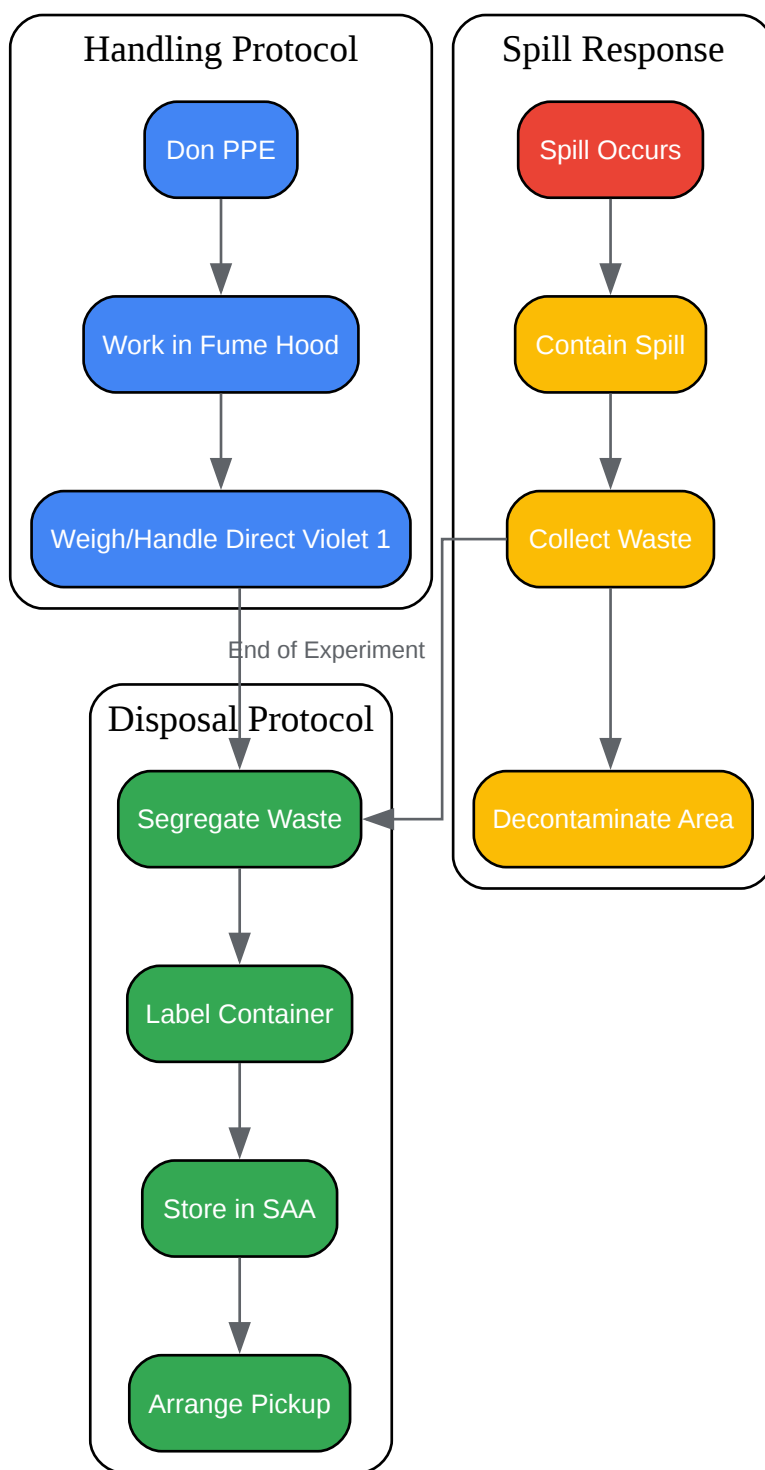 Handling Protocol
Don PPE
Work in Fume Hood
Weigh/Handle Direct Violet 1
End of Experiment
Spill Response
Spill Occurs
Contain Spill
Collect Waste
Decontaminate Area
Disposal Protocol
Segregate Waste
Label Container
Store in SAA
Arrange Pickup